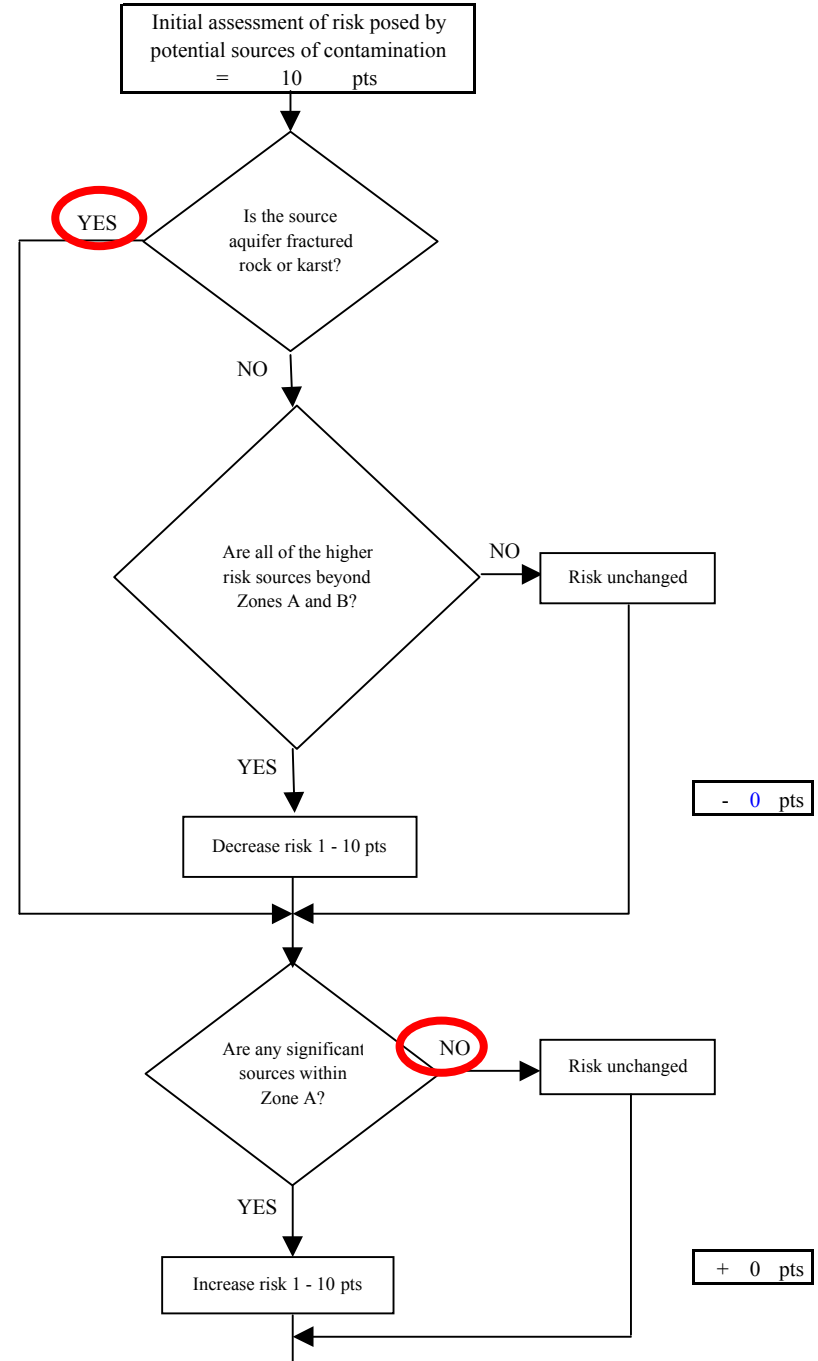 Initial assessment of risk posed by
potential sources of contamination
= 10 pts
YES
Is the source
aquifer fractured
rock or karst?
NO
Are all of the higher
risk sources beyond
Zones A and B?
NO
Risk unchanged
YES
- 0 pts
Decrease risk 1 - 10 pts
Are any significant
sources within
Zone A?
NO
Risk unchanged
YES
+ 0 pts
Increase risk 1 - 10 pts